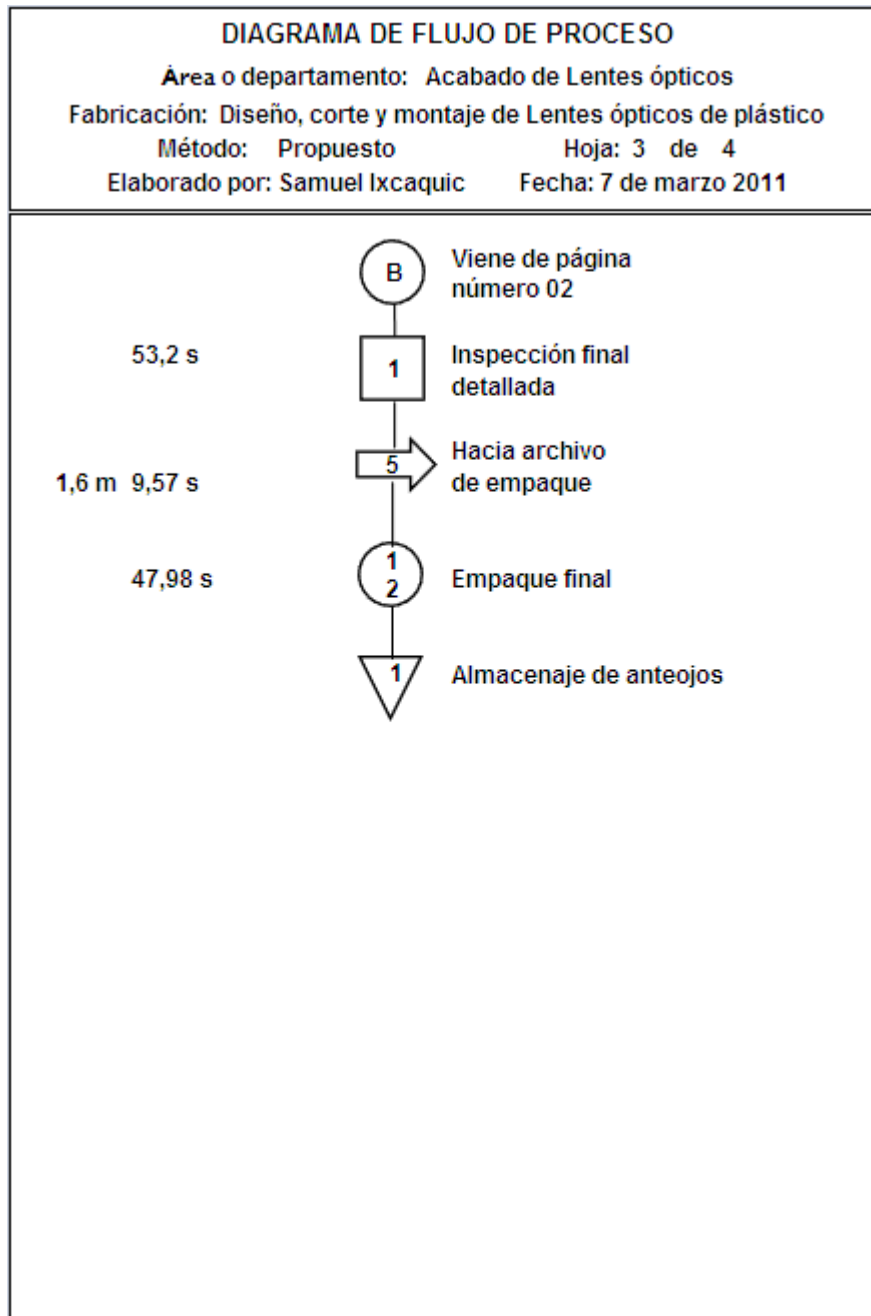 DIAGRAMA DE FLUJO DE PROCESO
Área o departamento: Acabado de Lentes ópticos
Fabricación: Diseño, corte y montaje de Lentes ópticos de plástico
Método: Propuesto Hoja: 3 de 4
Elaborado por: Samuel Ixcaquic Fecha: 7 de marzo 2011
B
Viene de página
número 02
53,2 s
1
Inspección final
detallada
1,6 m 9,57 s
5
Hacia archivo
de empaque
47,98 s
1
2
Empaque final
1
Almacenaje de anteojos